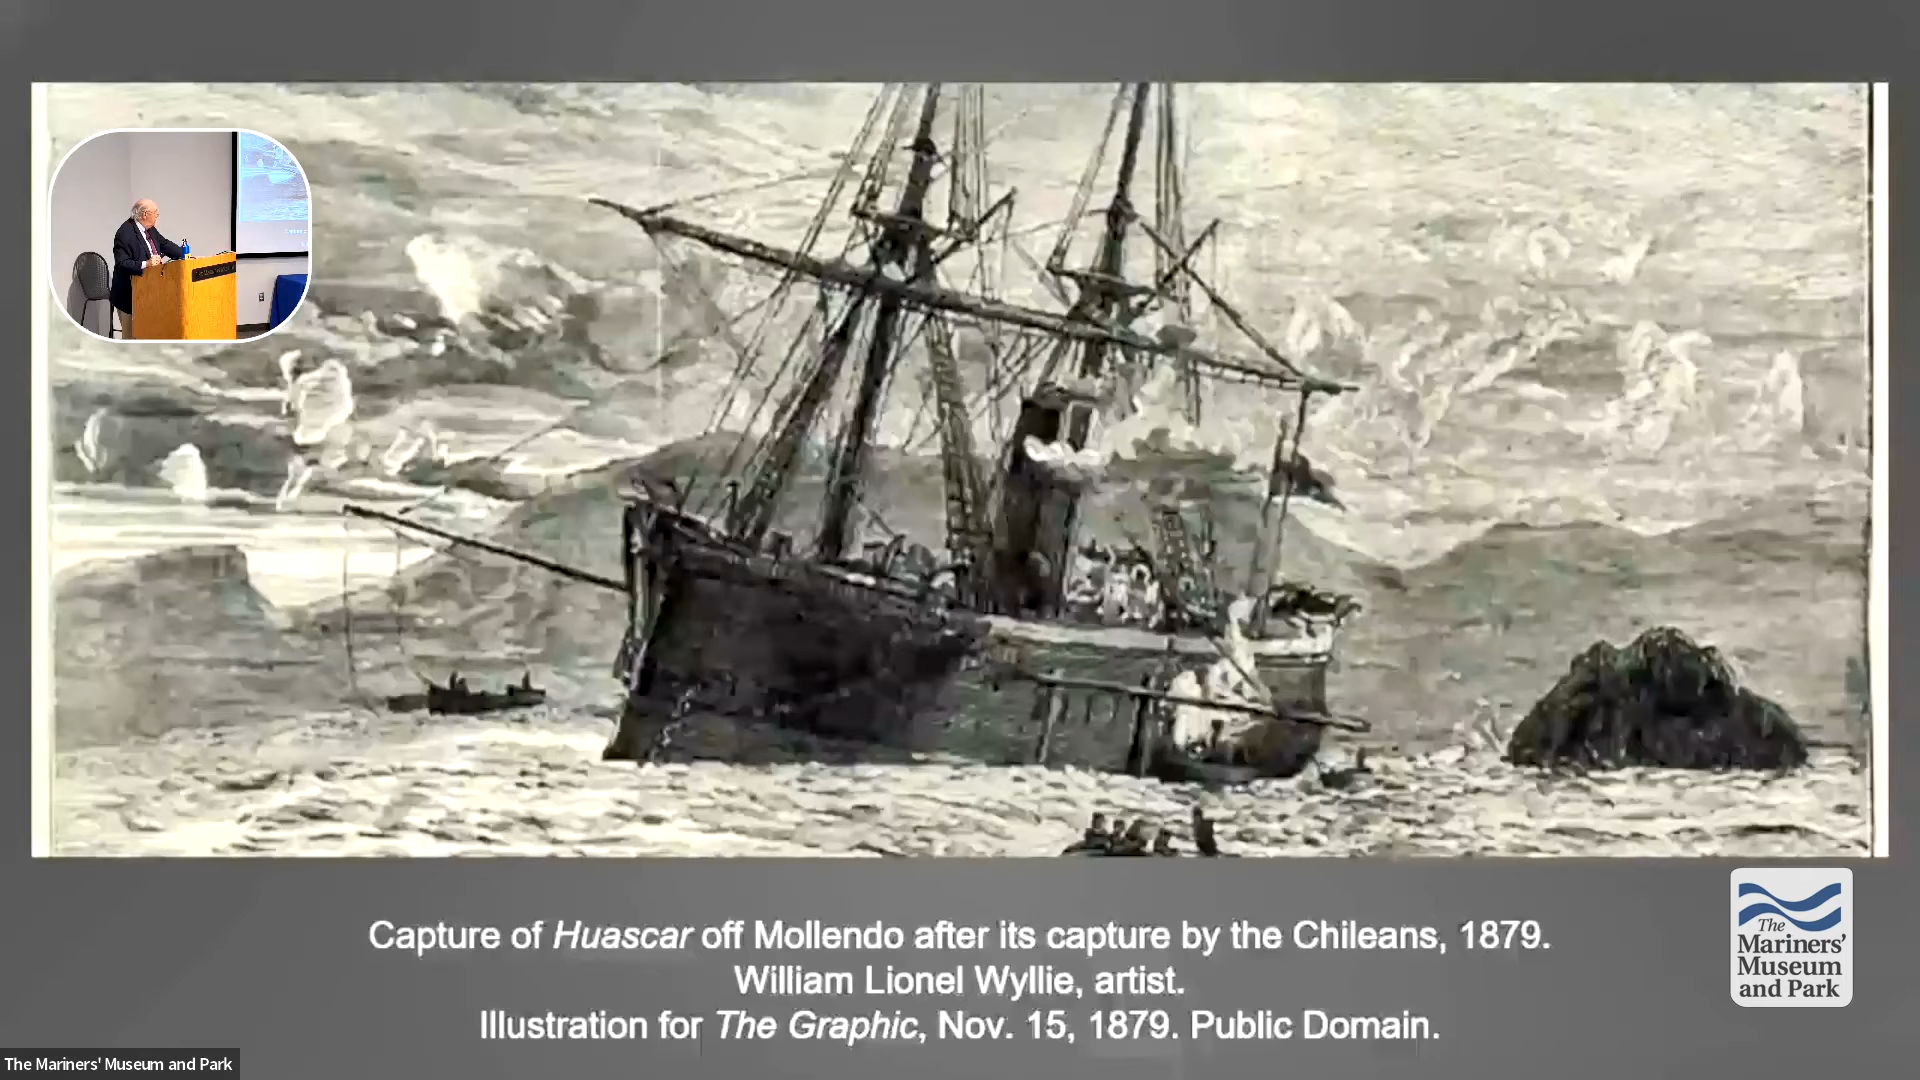 Capture of Huascar off Mollendo after its capture by the Chileans, 1879.
William Lionel Wyllie, artist.
Illustration for The Graphic, Nov. 15, 1879. Public Domain.
The
Mariners'
Museum
and Park
The Mariners' Museum and Park